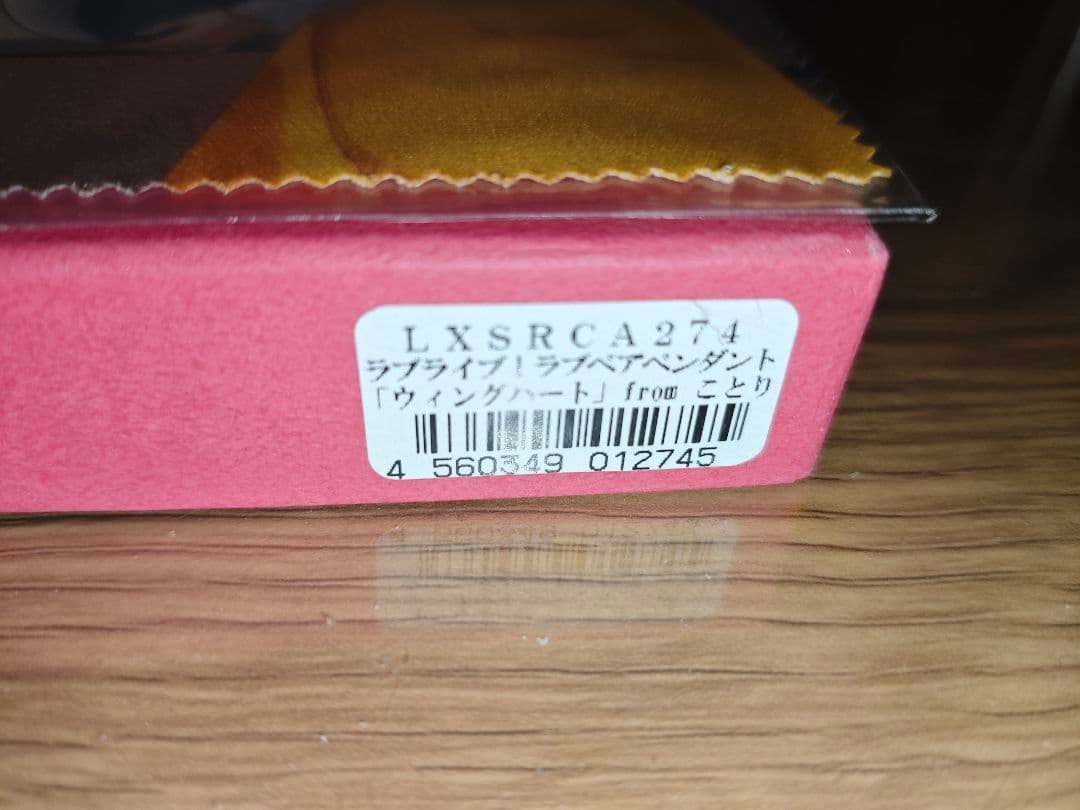 LXSRCA274
ラブライブ！ラブペアペンダント
「ウィングハート」from ことり
4 560349 012745